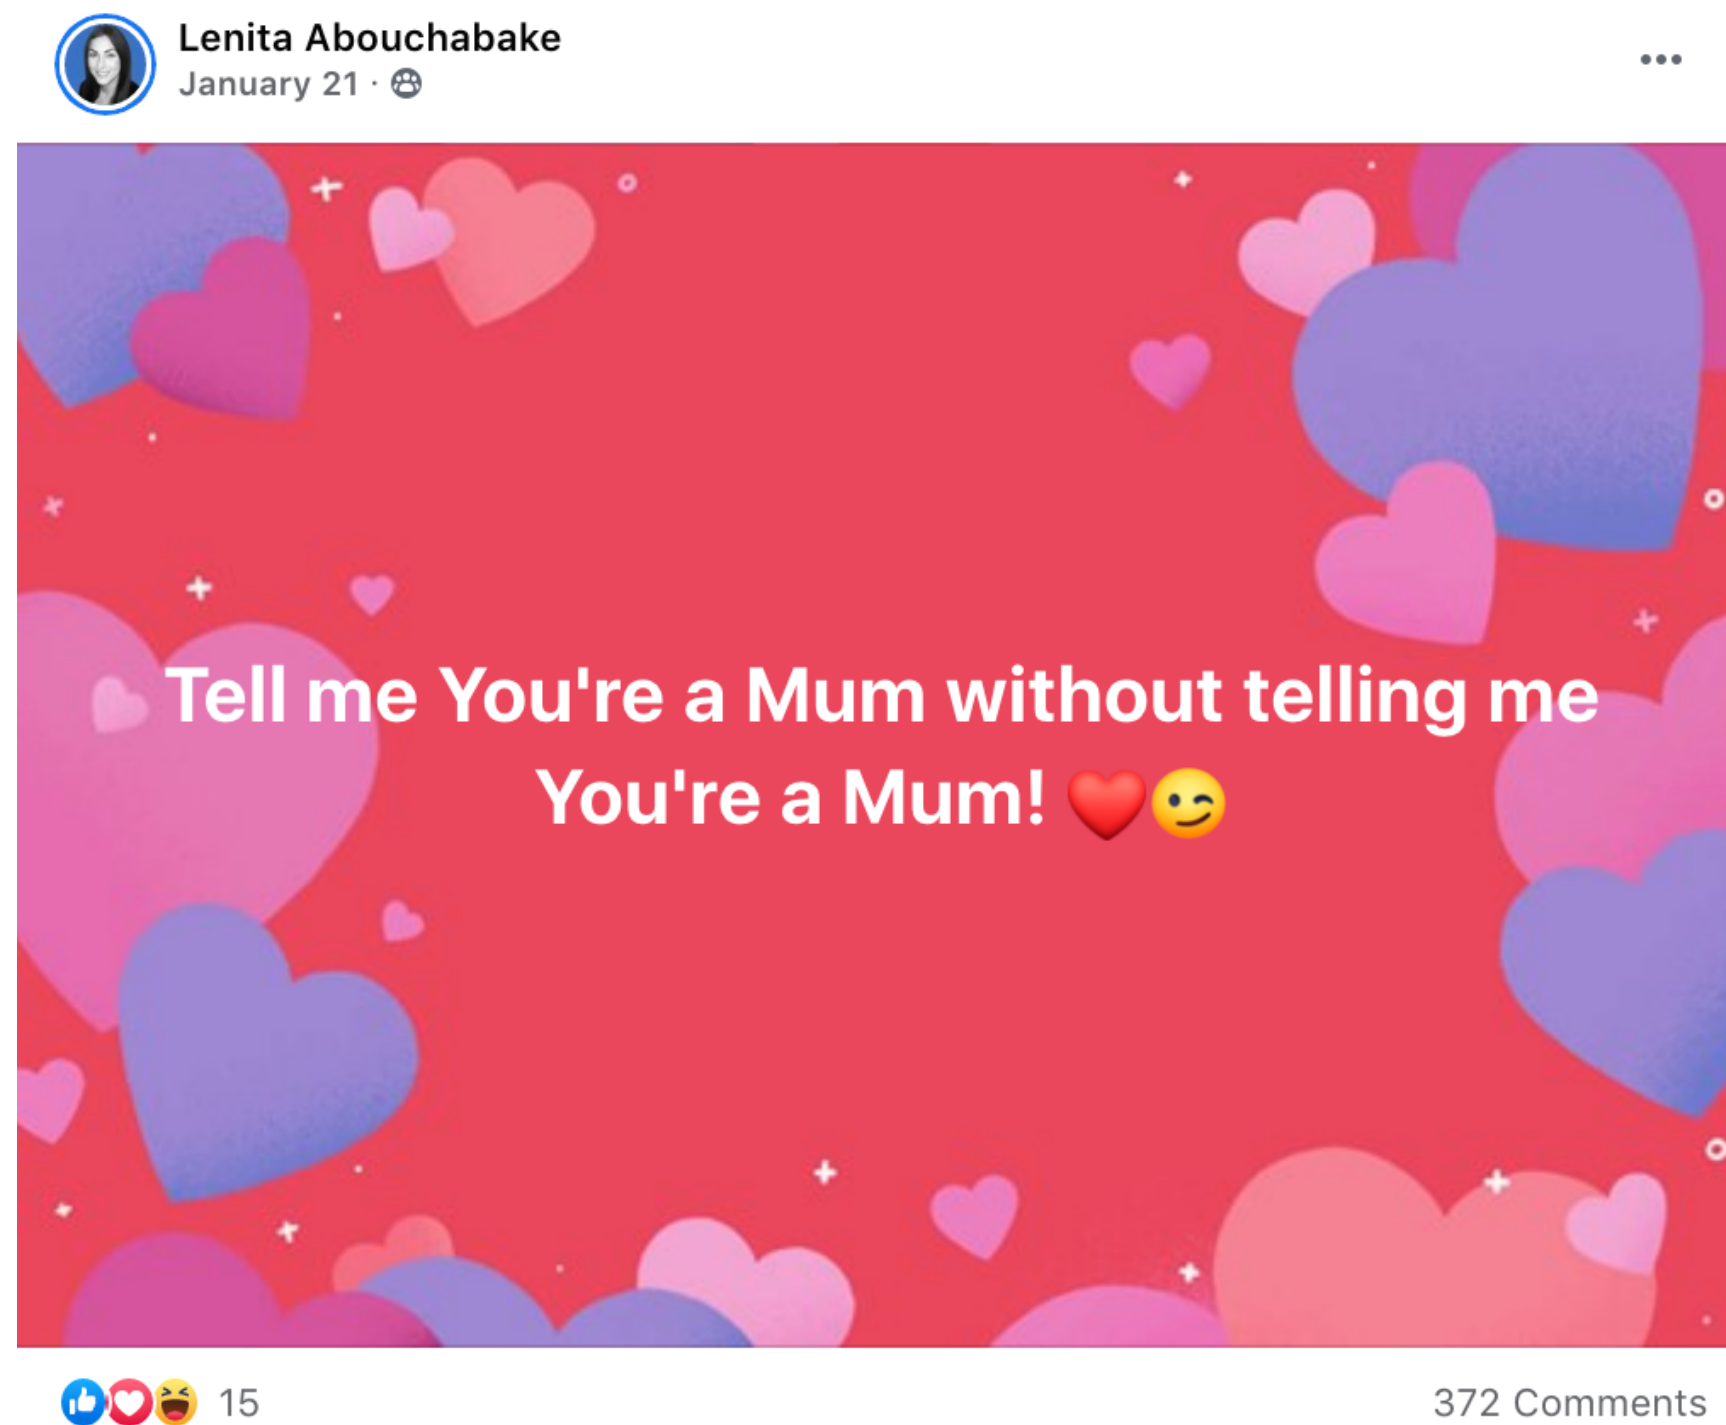 Lenita Abouchabake
January 21 ·
Tell me You're a Mum without telling me
You're a Mum! ❤️😉
15
372 Comments